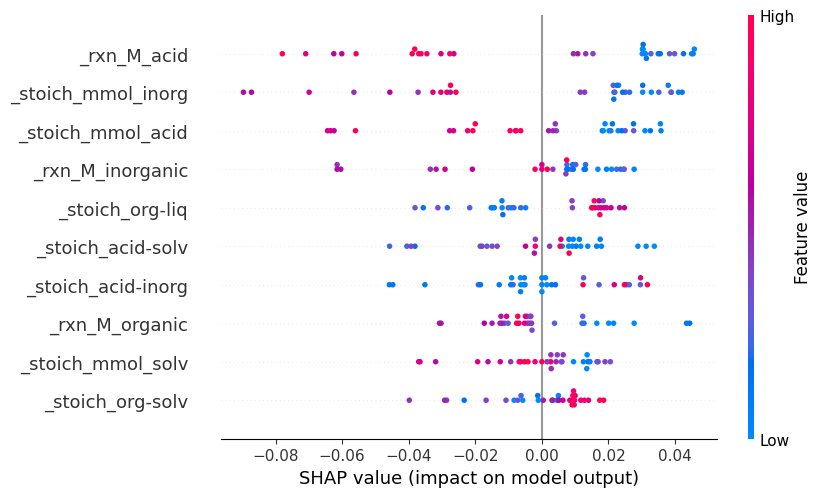 High
_rxn_M_acid
_stoich_mmol_inorg
_stoich_mmol_acid
_rxn_M_inorganic
_stoich_org-liq
_stoich_acid-solv
_stoich_acid-inorg
_rxn_M_organic
_stoich_mmol_solv
_stoich_org-solv
Feature value
Low
−0.08 −0.06 −0.04 −0.02 0.00 0.02 0.04
SHAP value (impact on model output)